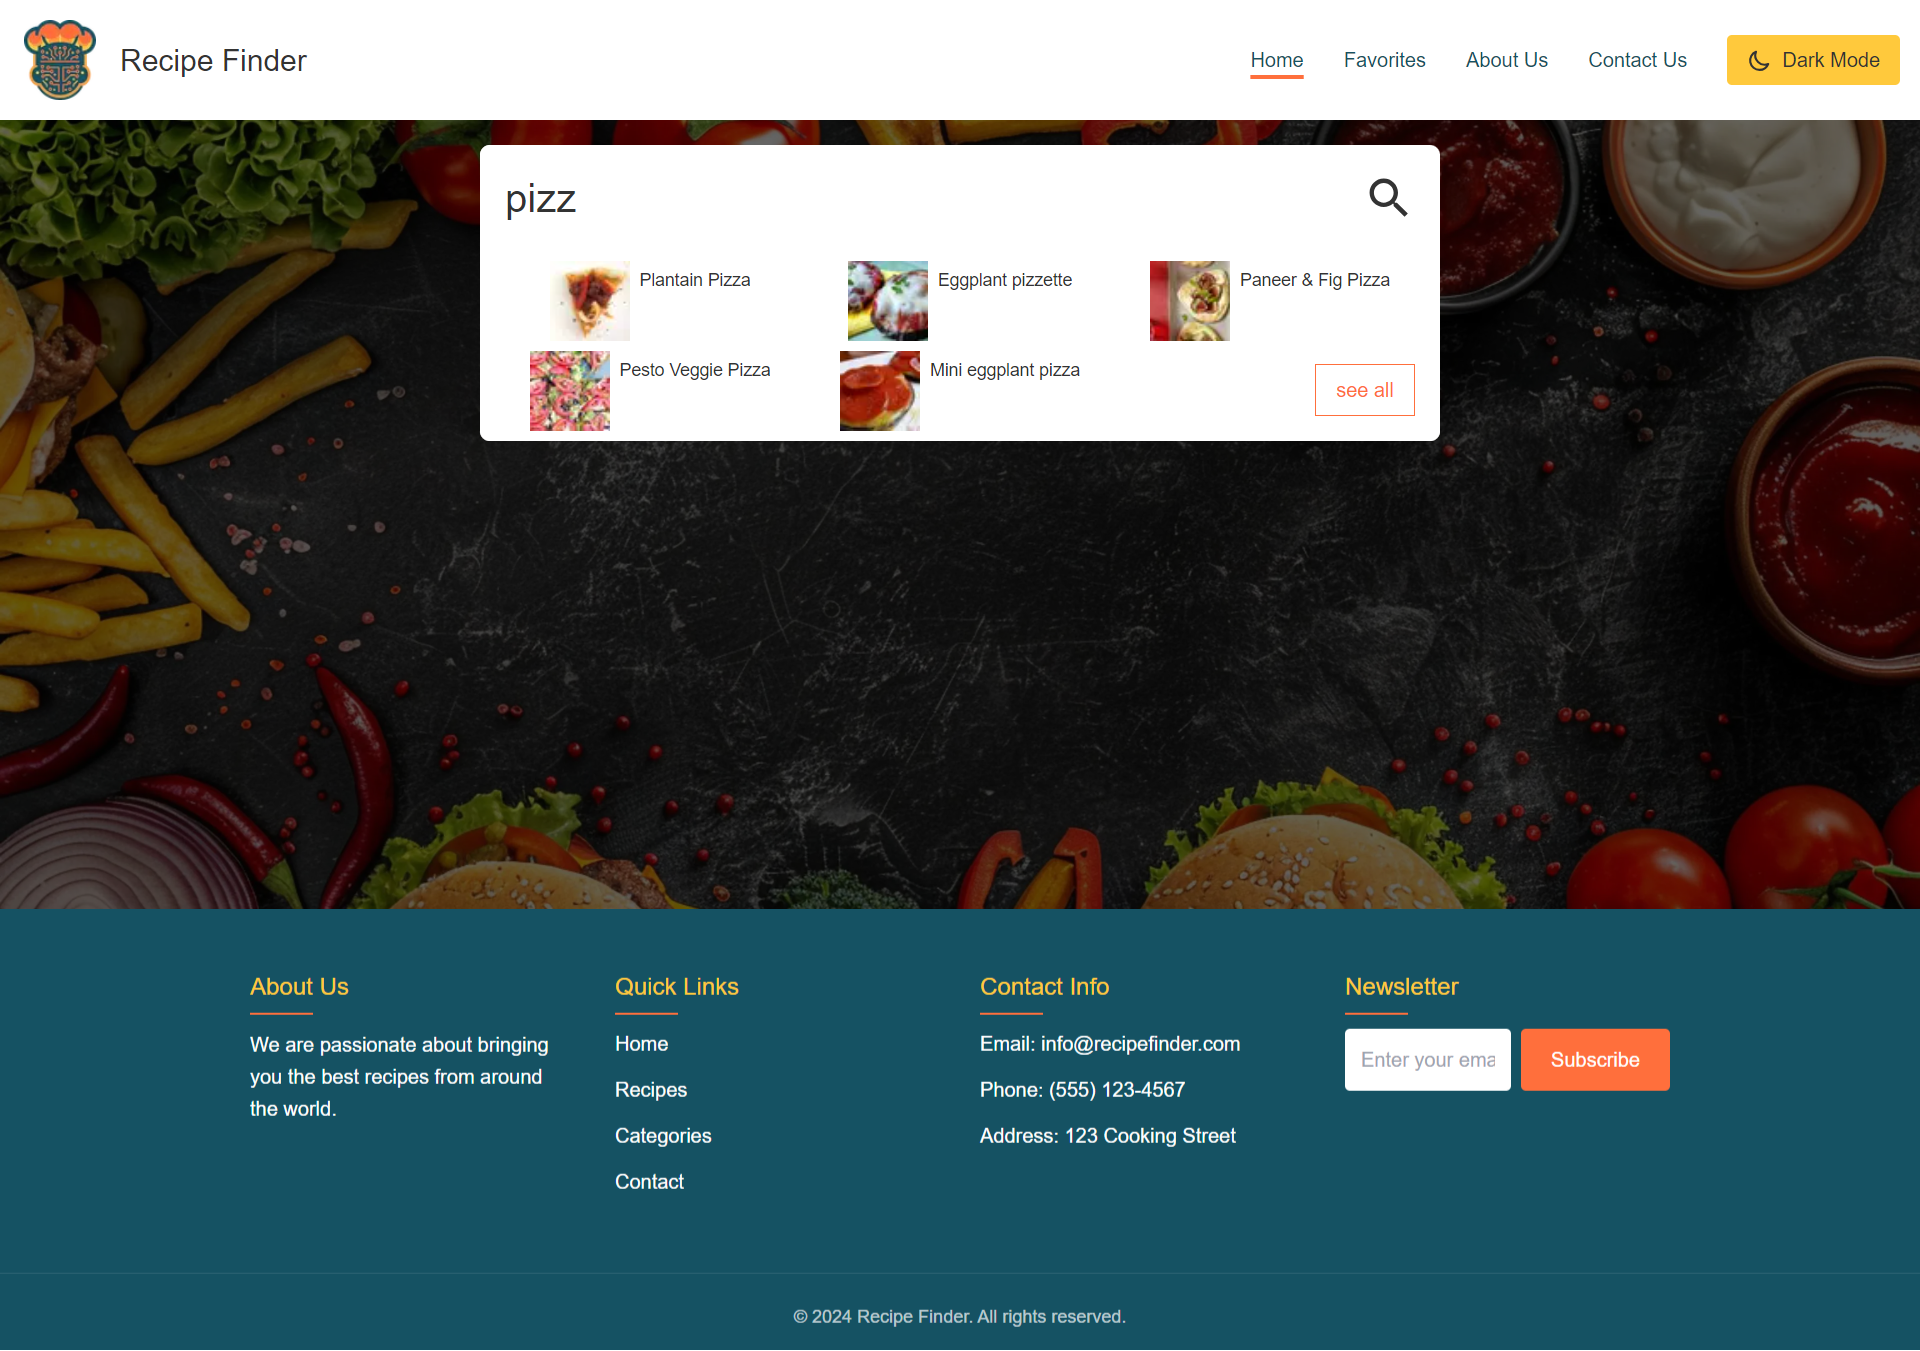 Recipe Finder
Home
Favorites
About Us
Contact Us
Dark Mode
pizz
Plantain Pizza
Eggplant pizzette
Paneer & Fig Pizza
Pesto Veggie Pizza
Mini eggplant pizza
see all
About Us
We are passionate about bringing
you the best recipes from around
the world.
Quick Links
Home
Recipes
Categories
Contact
Contact Info
Email: info@recipefinder.com
Phone: (555) 123-4567
Address: 123 Cooking Street
Newsletter
Enter your ema
Subscribe
© 2024 Recipe Finder. All rights reserved.